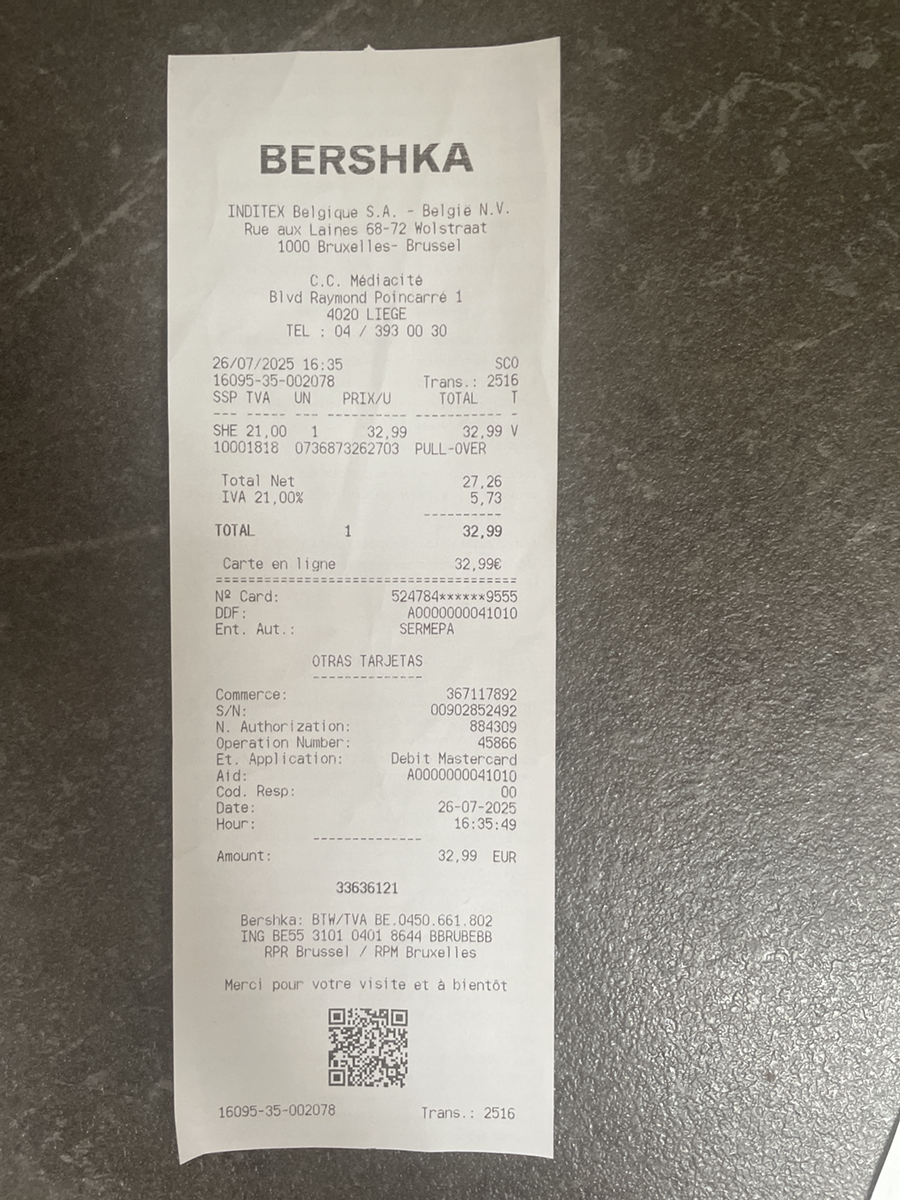 BERSHKA
INDITEX Belgique S.A. - België N.V.
Rue aux Laines 68-72 Wolstraat
1000 Bruxelles- Brussel
C.C. Médiacité
Blvd Raymond Poincarré 1
4020 LIEGE
TEL : 04 / 393 00 30
26/07/2025 16:35 SCO
16095-35-002078 Trans.: 2516
SSP TVA UN PRIX/U TOTAL T
--- ----- --- ---------- ----------- -
SHE 21,00 1 32,99 32,99 V
10001818 0736873262703 PULL-OVER
Total Net 27,26
IVA 21,00% 5,73
----------
TOTAL 1 32,99
Carte en ligne 32,99€
======================================
Nº Card: 524784******9555
DDF: A0000000041010
Ent. Aut.: SERMEPA
OTRAS TARJETAS
--------------
Commerce: 367117892
S/N: 00902852492
N. Authorization: 884309
Operation Number: 45866
Et. Application: Debit Mastercard
Aid: A0000000041010
Cod. Resp: 00
Date: 26-07-2025
Hour: 16:35:49
--------------
Amount: 32,99 EUR
33636121
Bershka: BTW/TVA BE.0450.661.802
ING BE55 3101 0401 8644 BBRUBEBB
RPR Brussel / RPM Bruxelles
Merci pour votre visite et à bientôt
16095-35-002078 Trans.: 2516